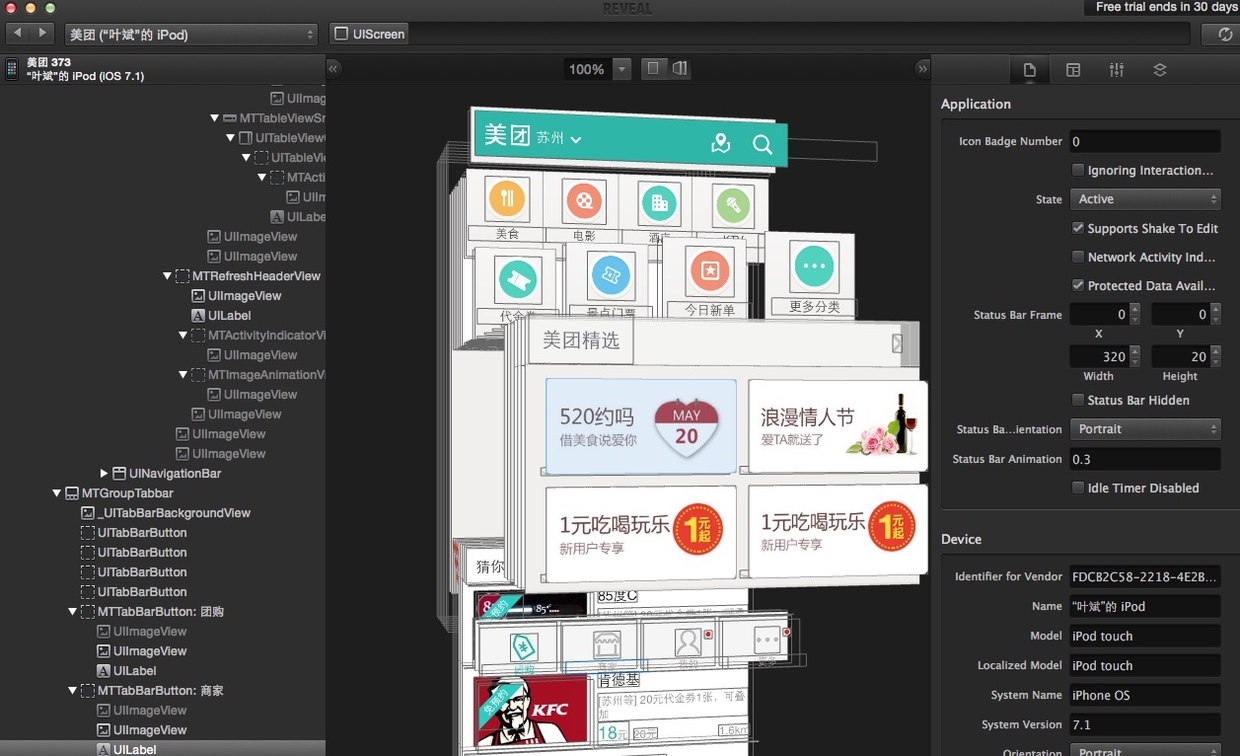 REVEAL
Free trial ends in 30 days
美团 (“叶斌”的 iPod)
UIScreen
美团 373
“叶斌”的 iPod (iOS 7.1)
100%
UIImag
MTTableViewSr
UITableView
UITableVi
MTActi
UIIm
UILabe
UIImageView
UIImageView
MTRefreshHeaderView
UIImageView
UILabel
MTActivityIndicatorVi
UIImageView
MTImageAnimationV
UIImageView
UIImageView
UIImageView
UIImageView
UINavigationBar
MTGroupTabbar
_UITabBarBackgroundView
UITabBarButton
UITabBarButton
UITabBarButton
UITabBarButton
MTTabBarButton: 团购
UIImageView
UIImageView
UILabel
MTTabBarButton: 商家
UIImageView
UIImageView
UILabel
美团 苏州
美食
电影
酒店
KTV
代金券
景点门票
今日新单
更多分类
美团精选
520约吗
借美食说爱你
MAY
20
浪漫情人节
爱TA就送了
1元吃喝玩乐
新用户专享
1元起
1元吃喝玩乐
新用户专享
1元起
猜你
85度C
85°C
团购
商家
我的
更多
免预约
KFC
肯德基
[苏州等] 20元代金券1张，可叠
加
18元
20元
1.6km
Application
Icon Badge Number 0
Ignoring Interaction...
State Active
Supports Shake To Edit
Network Activity Ind...
Protected Data Avail...
Status Bar Frame 0 0
X Y
320 20
Width Height
Status Bar Hidden
Status Ba...ientation Portrait
Status Bar Animation 0.3
Idle Timer Disabled
Device
Identifier for Vendor FDCB2C58-2218-4E2B...
Name “叶斌”的 iPod
Model iPod touch
Localized Model iPod touch
System Name iPhone OS
System Version 7.1
Orientation Portrait